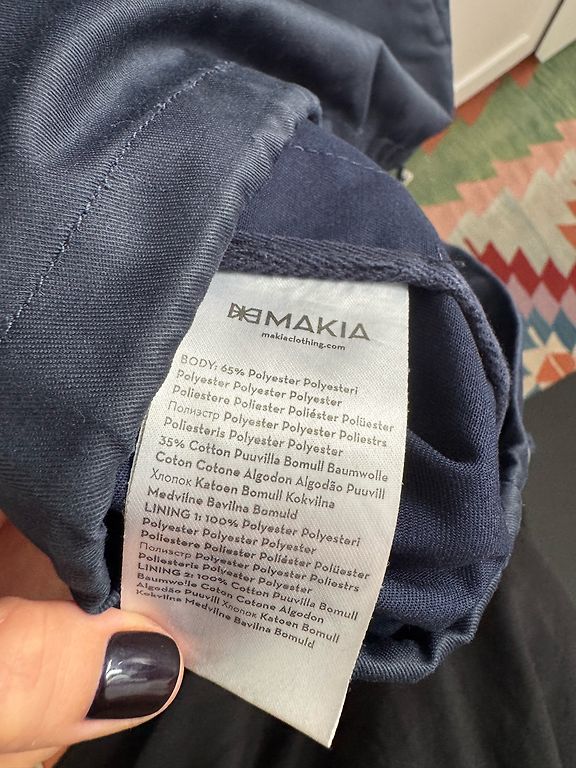 MAKIA
makiaclothing.com
BODY: 65% Polyester Polyesteri
Polyester Polyester Polyester
Poliestere Poliester Poliéster Polüester
Полиэстр Polyester Polyester Poliestrs
Poliesteris Polyester Polyester
35% Cotton Puuvilla Bomull Baumwolle
Coton Cotone Algodon Algodão Puuvill
Хлопок Katoen Bomull Kokvilna
Medvilne Bavilna Bomuld
LINING 1: 100% Polyester Polyesteri
Polyester Polyester Polyester
Poliestere Poliester Poliéster Polüester
Полиэстр Polyester Polyester Poliestrs
Poliesteris Polyester Polyester
LINING 2: 100% Cotton Puuvilla Bomull
Baumwolle Coton Cotone Algodon
Algodão Puuvill Хлопок Katoen Bomull
Kokvilna Medvilne Bavilna Bomuld